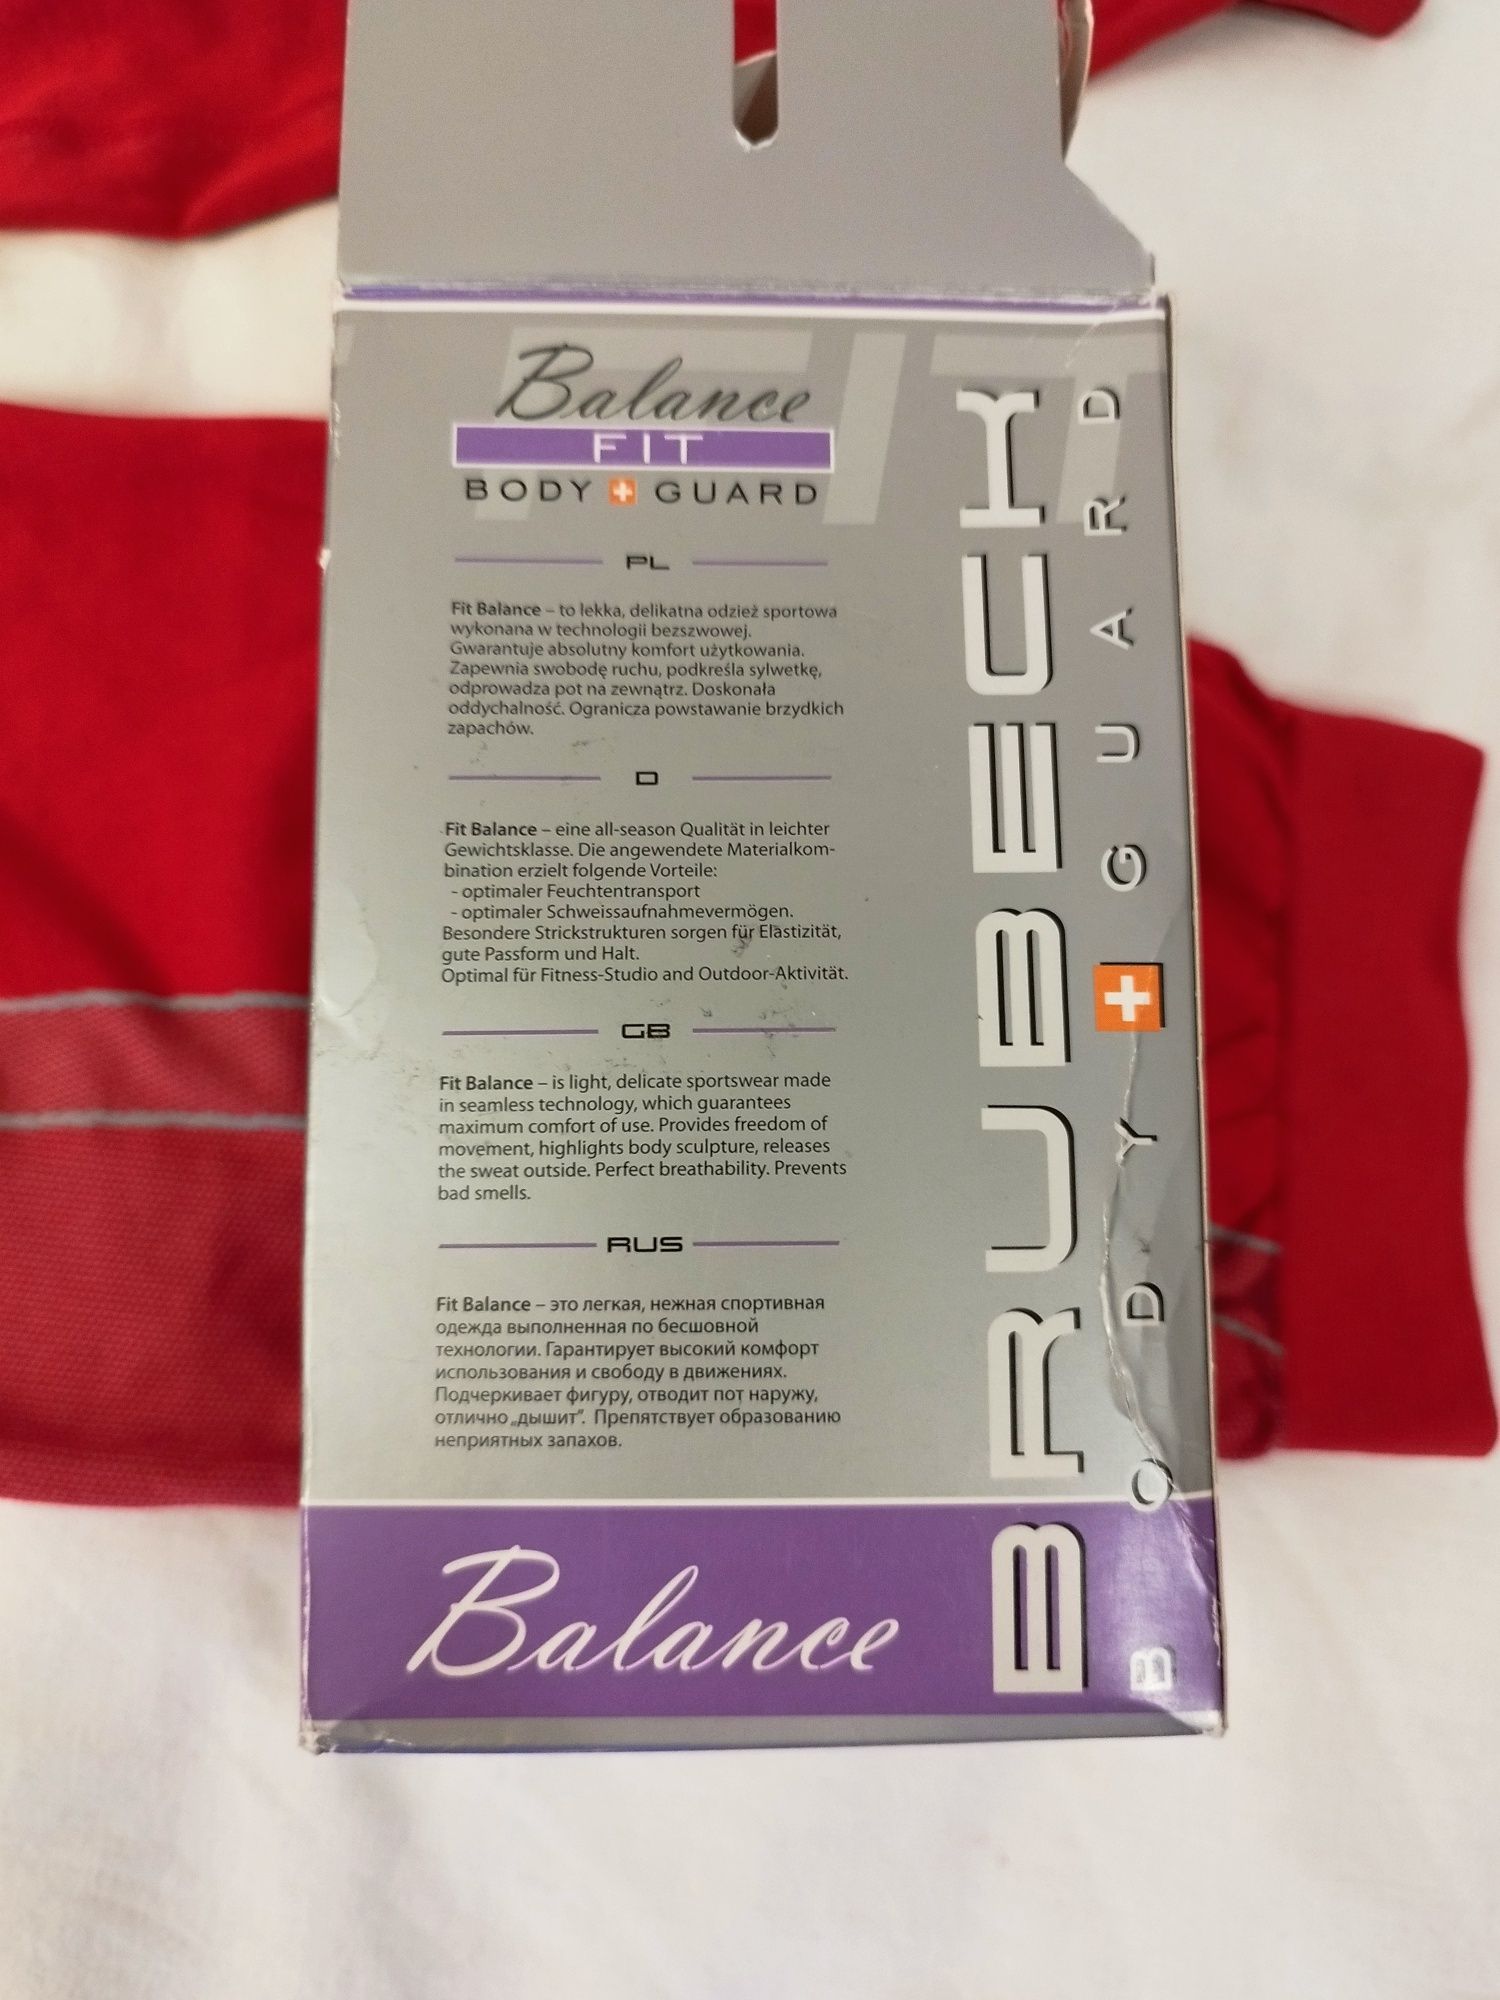 Balance
FIT
BODY GUARD
PL
Fit Balance – to lekka, delikatna odzież sportowa
wykonana w technologii bezszwowej.
Gwarantuje absolutny komfort użytkowania.
Zapewnia swobodę ruchu, podkreśla sylwetkę,
odprowadza pot na zewnątrz. Doskonała
oddychalność. Ogranicza powstawanie brzydkich
zapachów.
D
Fit Balance – eine all-season Qualität in leichter
Gewichtsklasse. Die angewendete Materialkom-
bination erzielt folgende Vorteile:
- optimaler Feuchtentransport
- optimaler Schweissaufnahmevermögen.
Besondere Strickstrukturen sorgen für Elastizität,
gute Passform und Halt.
Optimal für Fitness-Studio and Outdoor-Aktivität.
GB
Fit Balance – is light, delicate sportswear made
in seamless technology, which guarantees
maximum comfort of use. Provides freedom of
movement, highlights body sculpture, releases
the sweat outside. Perfect breathability. Prevents
bad smells.
RUS
Fit Balance – это легкая, нежная спортивная
одежда выполненная по бесшовной
технологии. Гарантирует высокий комфорт
использования и свободу в движениях.
Подчеркивает фигуру, отводит пот наружу,
отлично „дышит”. Препятствует образованию
неприятных запахов.
Balance
BRUBECK
BODY GUARD
FIT